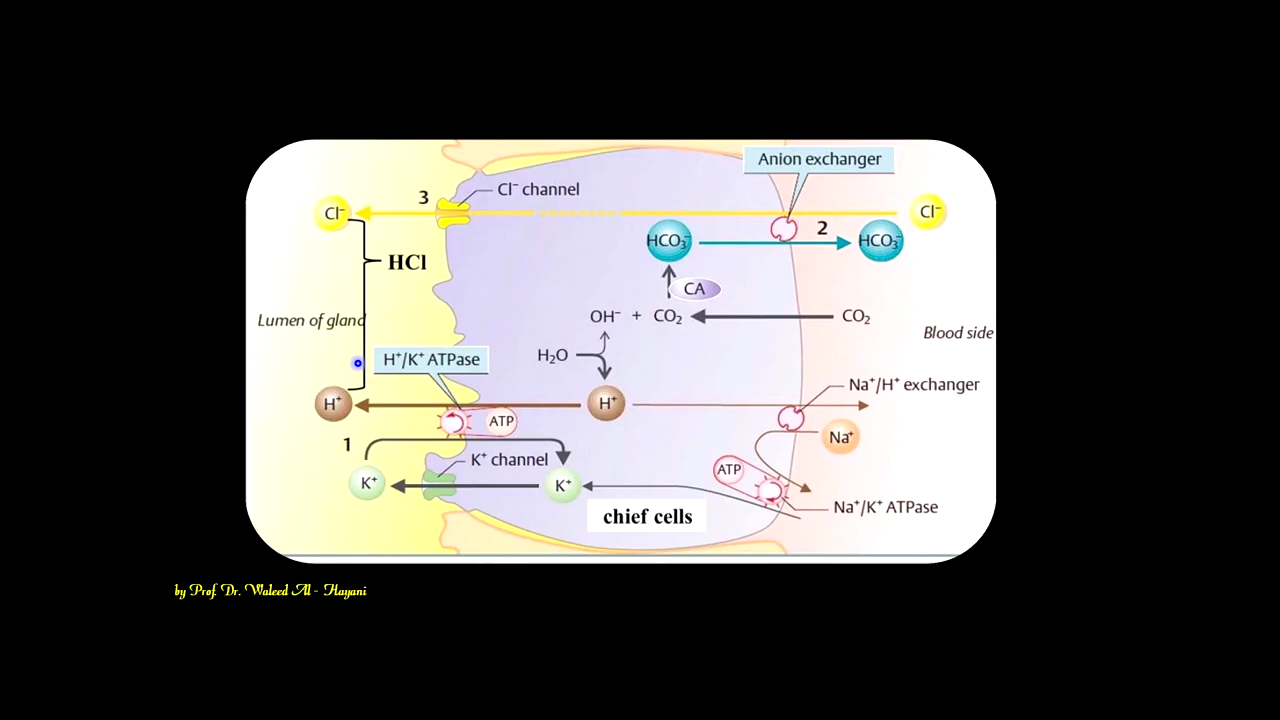 Anion exchanger
Cl⁻ channel
3
Cl⁻
Cl⁻
2
HCO₃⁻
HCO₃⁻
HCl
CA
Lumen of gland
OH⁻ + CO₂
CO₂
Blood side
H₂O
H⁺/K⁺ ATPase
Na⁺/H⁺ exchanger
H⁺
H⁺
ATP
Na⁺
1
K⁺ channel
ATP
K⁺
K⁺
Na⁺/K⁺ ATPase
chief cells
by Prof. Dr. Waleed Al - Hayani